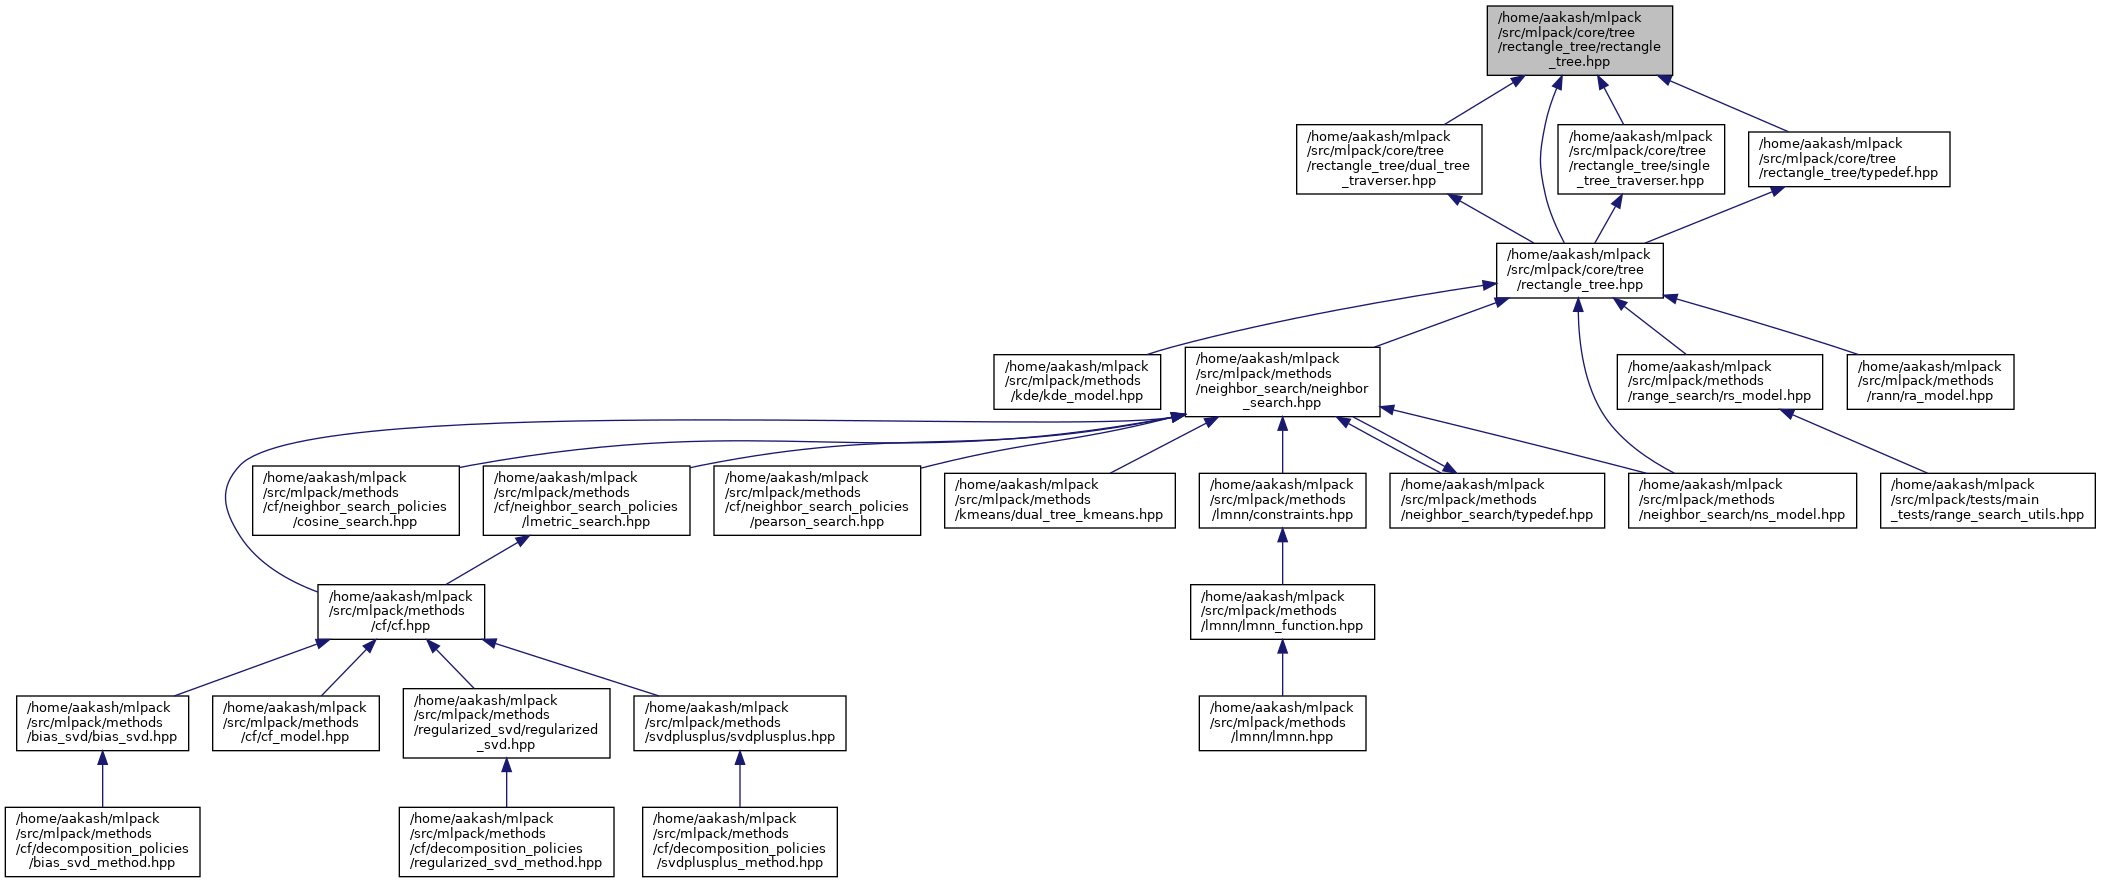 /home/aakash/mlpack
/src/mlpack/core/tree
/rectangle_tree/rectangle
_tree.hpp
/home/aakash/mlpack
/src/mlpack/core/tree
/rectangle_tree/dual_tree
_traverser.hpp
/home/aakash/mlpack
/src/mlpack/core/tree
/rectangle_tree/single
_tree_traverser.hpp
/home/aakash/mlpack
/src/mlpack/core/tree
/rectangle_tree/typedef.hpp
/home/aakash/mlpack
/src/mlpack/core/tree
/rectangle_tree.hpp
/home/aakash/mlpack
/src/mlpack/methods
/kde/kde_model.hpp
/home/aakash/mlpack
/src/mlpack/methods
/neighbor_search/neighbor
_search.hpp
/home/aakash/mlpack
/src/mlpack/methods
/range_search/rs_model.hpp
/home/aakash/mlpack
/src/mlpack/methods
/rann/ra_model.hpp
/home/aakash/mlpack
/src/mlpack/methods
/cf/neighbor_search_policies
/cosine_search.hpp
/home/aakash/mlpack
/src/mlpack/methods
/cf/neighbor_search_policies
/lmetric_search.hpp
/home/aakash/mlpack
/src/mlpack/methods
/cf/neighbor_search_policies
/pearson_search.hpp
/home/aakash/mlpack
/src/mlpack/methods
/kmeans/dual_tree_kmeans.hpp
/home/aakash/mlpack
/src/mlpack/methods
/lmnn/constraints.hpp
/home/aakash/mlpack
/src/mlpack/methods
/neighbor_search/typedef.hpp
/home/aakash/mlpack
/src/mlpack/methods
/neighbor_search/ns_model.hpp
/home/aakash/mlpack
/src/mlpack/tests/main
_tests/range_search_utils.hpp
/home/aakash/mlpack
/src/mlpack/methods
/cf/cf.hpp
/home/aakash/mlpack
/src/mlpack/methods
/lmnn/lmnn_function.hpp
/home/aakash/mlpack
/src/mlpack/methods
/bias_svd/bias_svd.hpp
/home/aakash/mlpack
/src/mlpack/methods
/cf/cf_model.hpp
/home/aakash/mlpack
/src/mlpack/methods
/regularized_svd/regularized
_svd.hpp
/home/aakash/mlpack
/src/mlpack/methods
/svdplusplus/svdplusplus.hpp
/home/aakash/mlpack
/src/mlpack/methods
/lmnn/lmnn.hpp
/home/aakash/mlpack
/src/mlpack/methods
/cf/decomposition_policies
/bias_svd_method.hpp
/home/aakash/mlpack
/src/mlpack/methods
/cf/decomposition_policies
/regularized_svd_method.hpp
/home/aakash/mlpack
/src/mlpack/methods
/cf/decomposition_policies
/svdplusplus_method.hpp